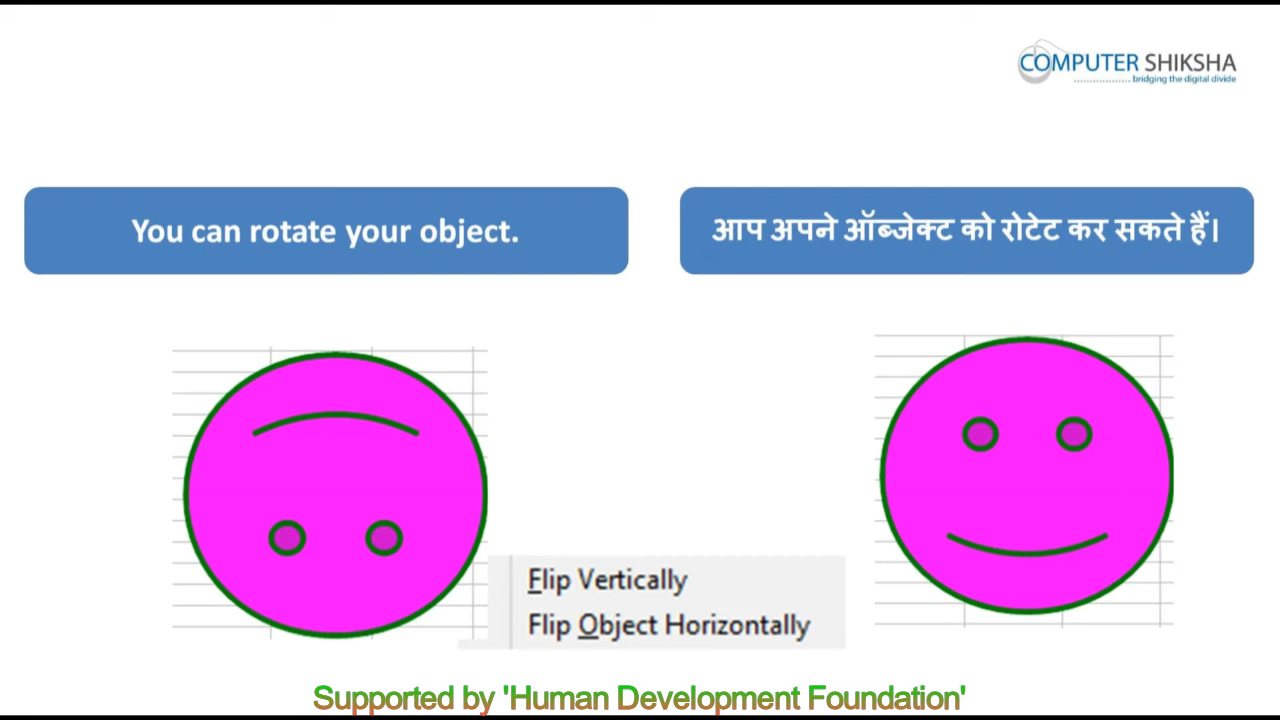 COMPUTER SHIKSHA
bridging the digital divide
You can rotate your object.
आप अपने ऑब्जेक्ट को रोटेट कर सकते हैं।
Flip Vertically
Flip Object Horizontally
Supported by 'Human Development Foundation'